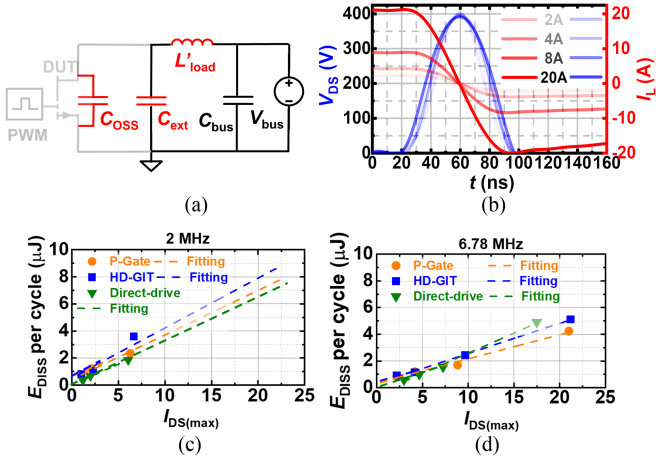 DUT
PWM
C_OSS
C_ext
L'_load
C_bus
V_bus
(a)
V_DS (V)
400
300
200
100
0
2A
4A
8A
20A
20
10
0
-10
-20
I_L (A)
0 20 40 60 80 100 120 140 160
t (ns)
(b)
(c)
2 MHz
E_DISS per cycle (μJ)
10
8
6
4
2
0
P-Gate Fitting
HD-GIT Fitting
Direct-drive
Fitting
0 5 10 15 20 25
I_DS(max)
(c)
(d)
6.78 MHz
E_DISS per cycle (μJ)
10
8
6
4
2
0
P-Gate Fitting
HD-GIT Fitting
Direct-drive Fitting
0 5 10 15 20 25
I_DS(max)
(d)